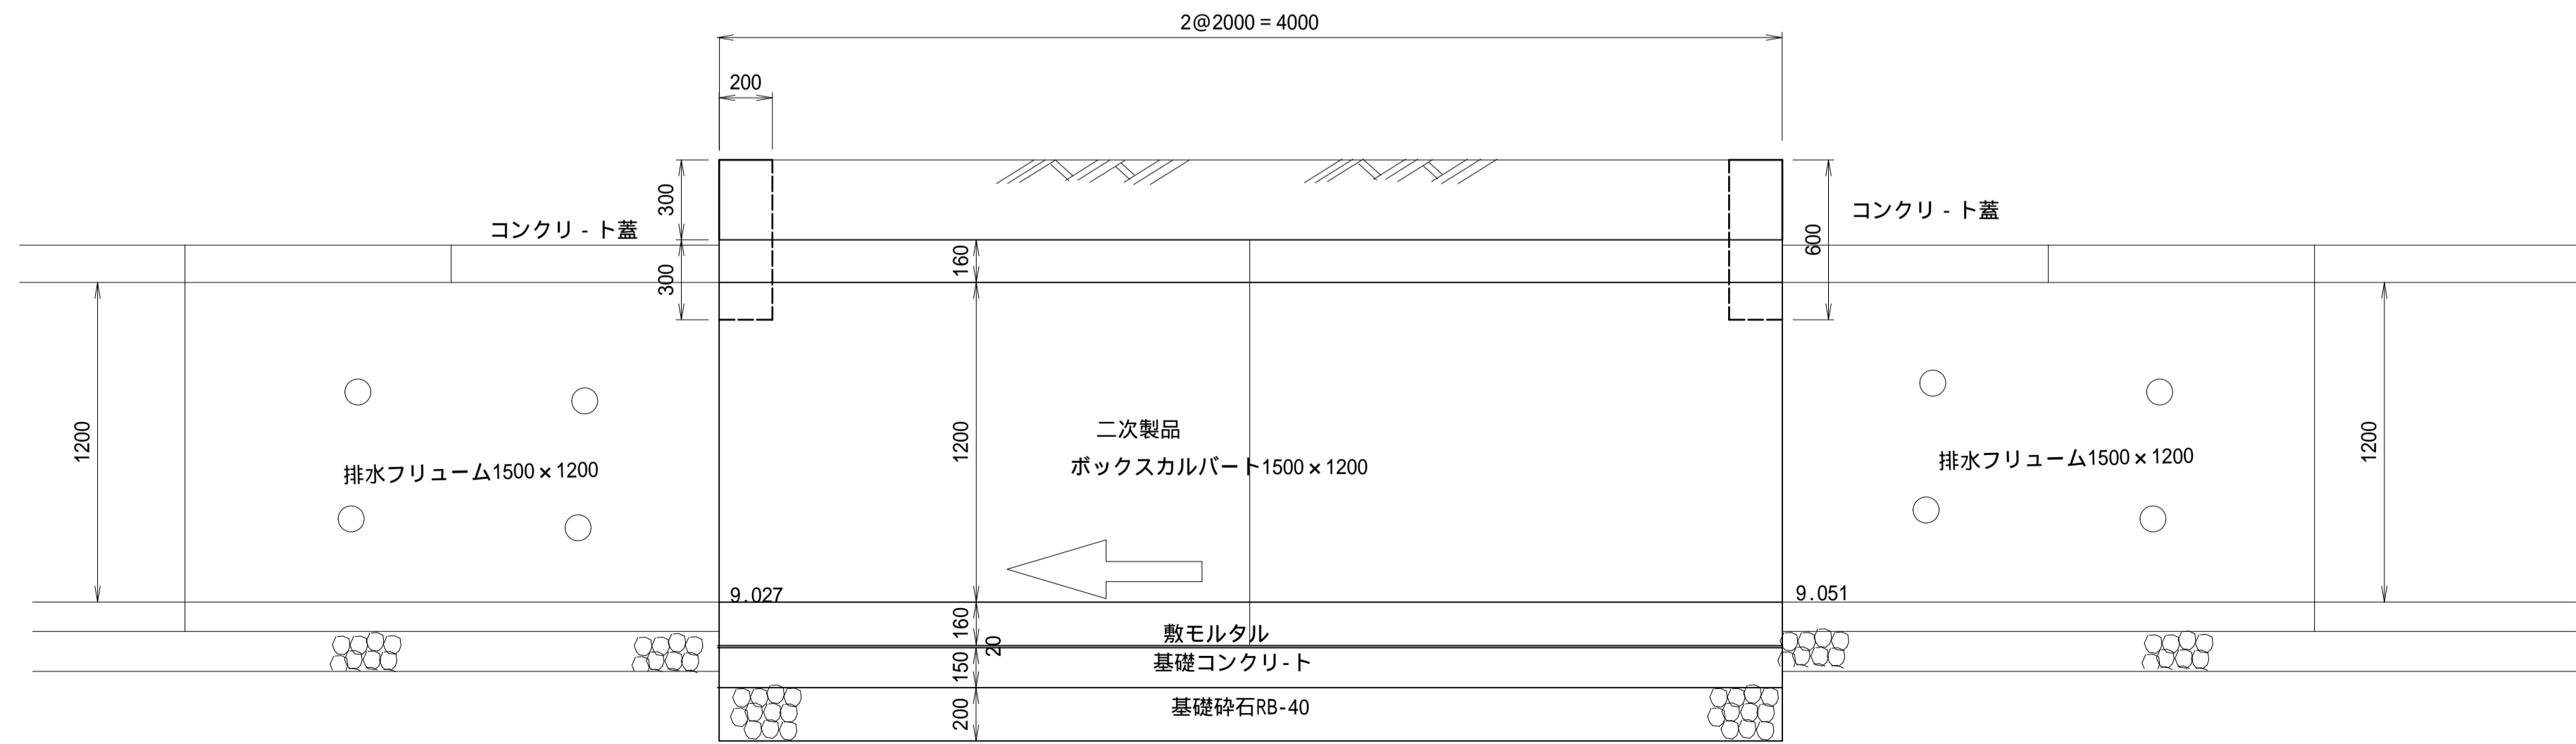 2@2000 = 4000
200
300
コンクリ - ト蓋
コンクリ - ト蓋
600
160
300
1200
1200
1200
二次製品
ボックスカルバート1500 × 1200
排水フリューム1500 × 1200
排水フリューム1500 × 1200
9.027
9.051
160
敷モルタル
20
150
基礎コンクリ-ト
200
基礎砕石RB-40